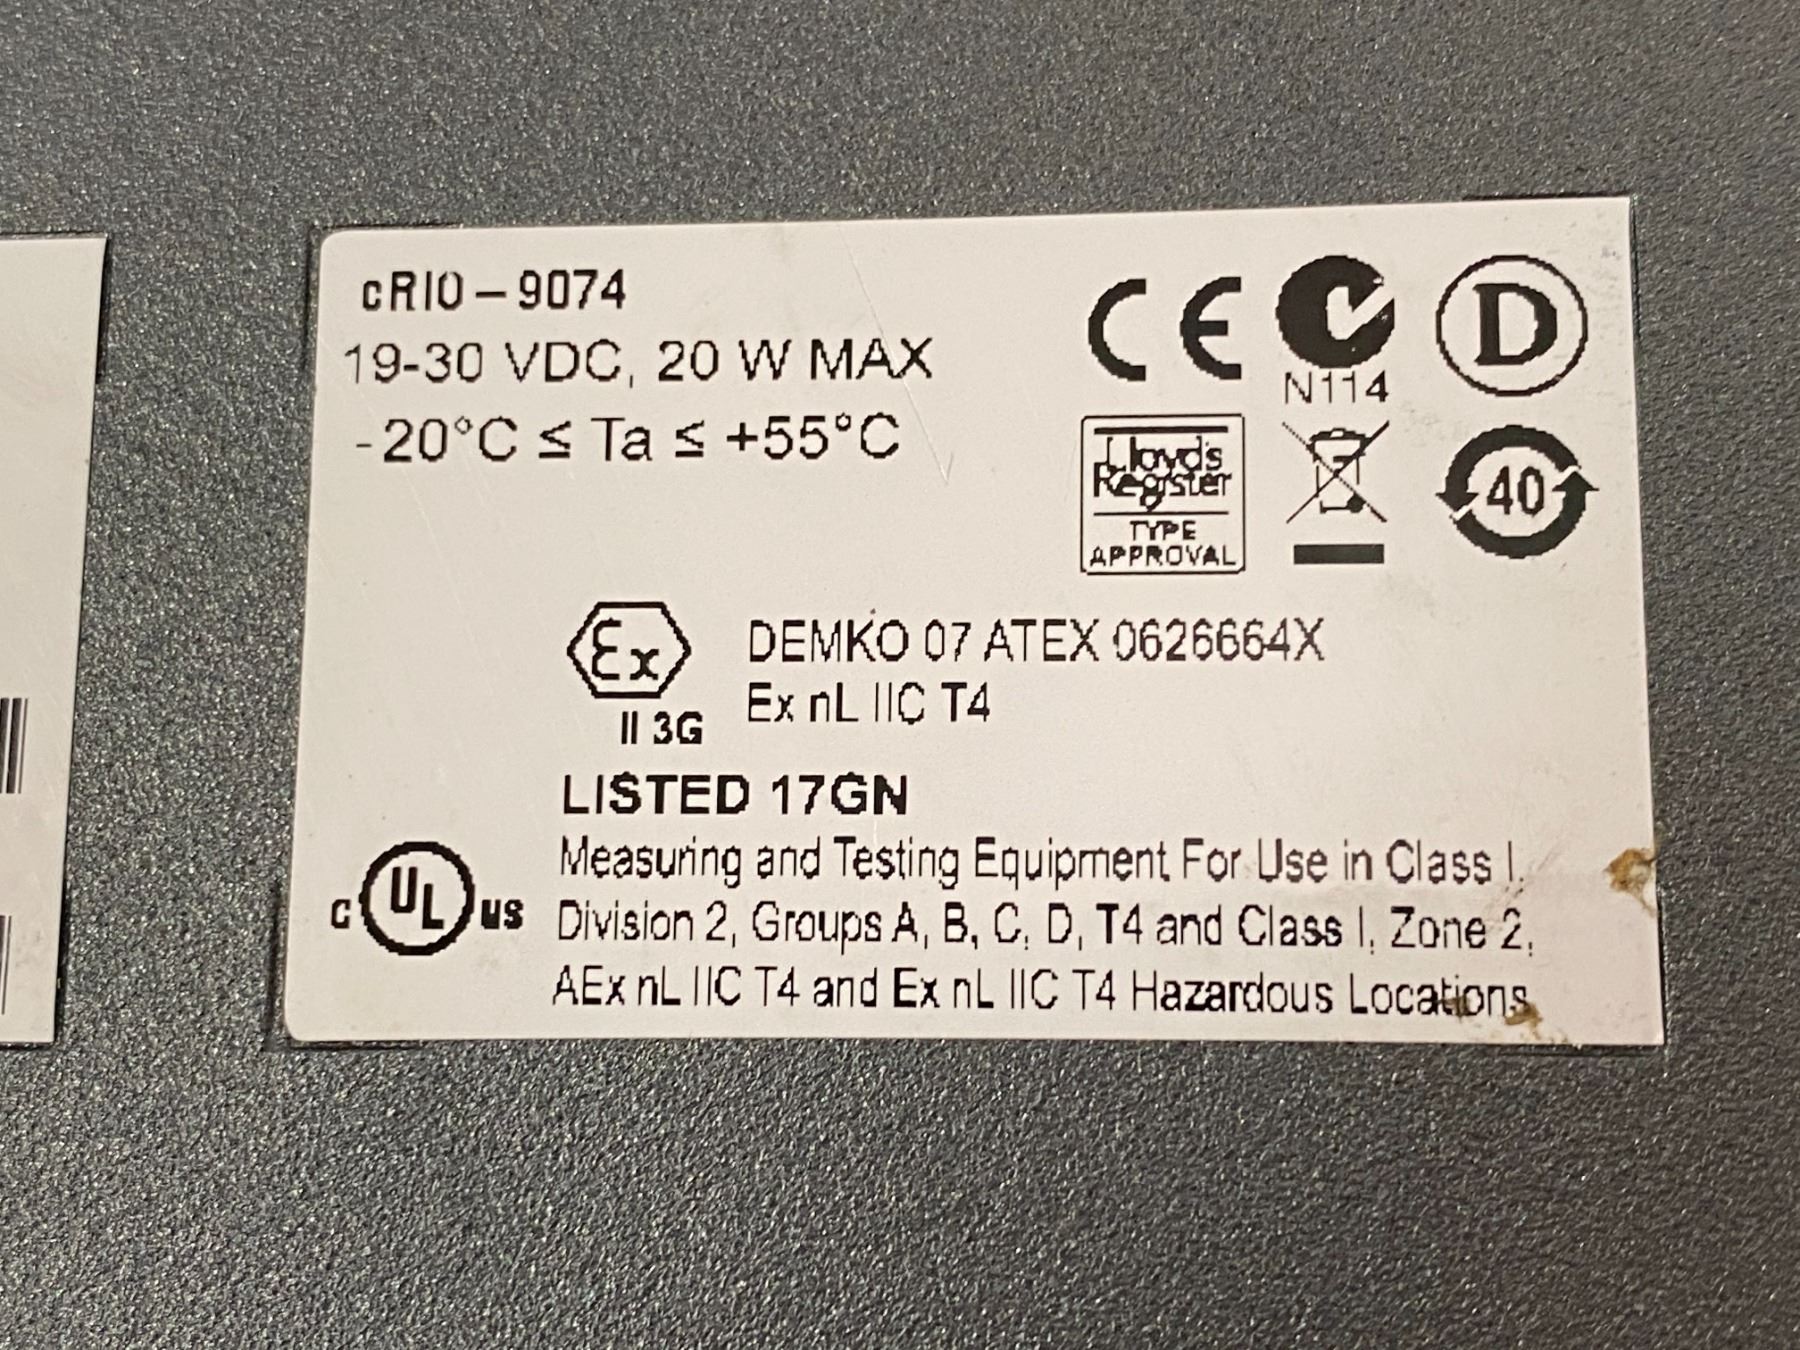 cRIO-9074
19-30 VDC, 20 W MAX
-20°C ≤ Ta ≤ +55°C
CE
N114
D
Lloyd's
Register
TYPE
APPROVAL
40
Ex
II 3G
DEMKO 07 ATEX 0626664X
Ex nL IIC T4
LISTED 17GN
c UL us
Measuring and Testing Equipment For Use in Class I,
Division 2, Groups A, B, C, D, T4 and Class I, Zone 2,
AEx nL IIC T4 and Ex nL IIC T4 Hazardous Locations